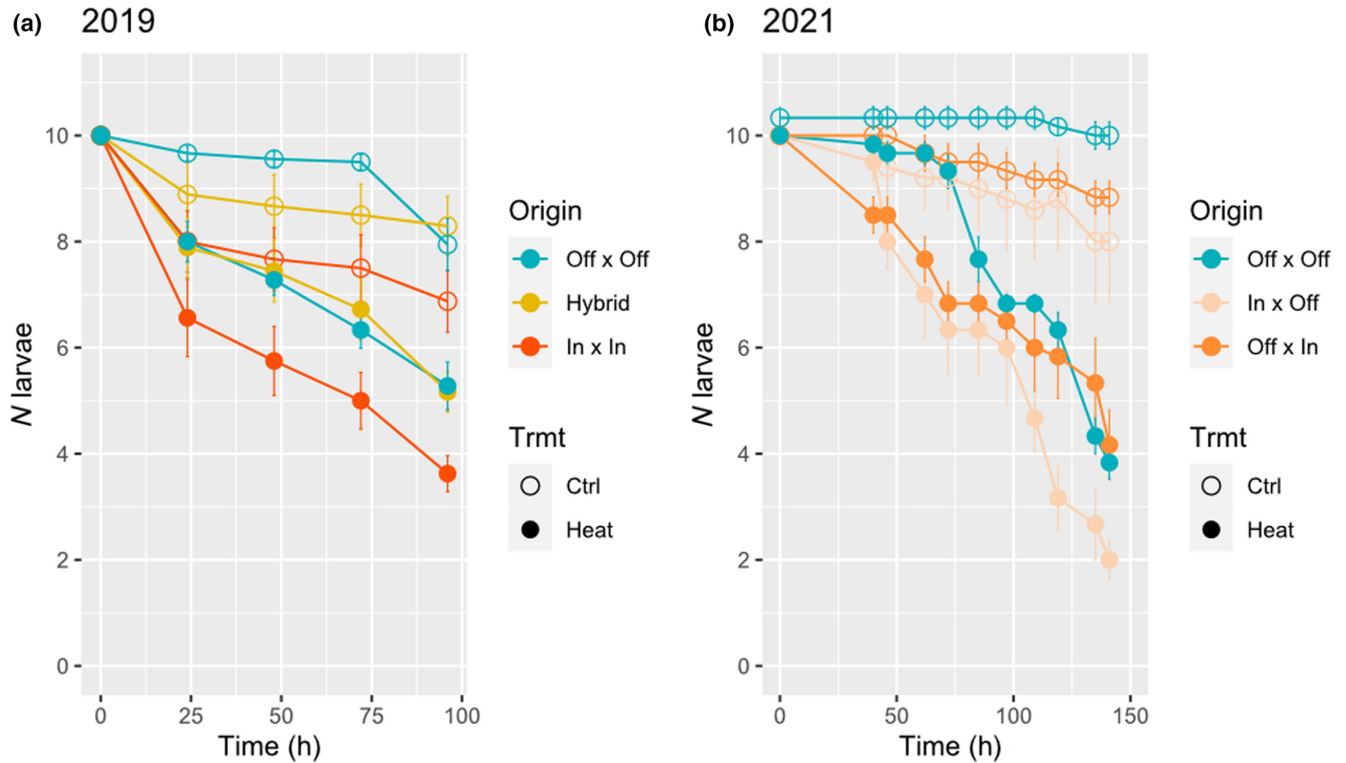 (a) 2019
N larvae
10
8
6
4
2
0
0 25 50 75 100
Time (h)
Origin
Off x Off
Hybrid
In x In
Trmt
Ctrl
Heat
(b) 2021
N larvae
10
8
6
4
2
0
0 50 100 150
Time (h)
Origin
Off x Off
In x Off
Off x In
Trmt
Ctrl
Heat